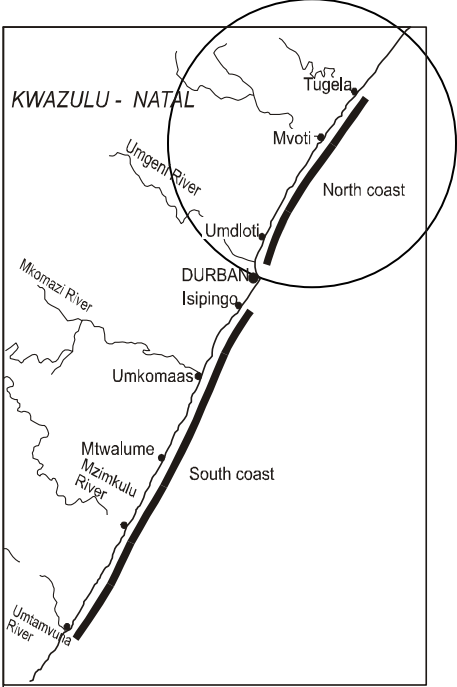 Tugela
KWAZULU - NATAL
Mvoti
Umgeni River
North coast
Umdloti
DURBAN
Mkomazi River
Isipingo
Umkomaas
Mtwalume
Mzimkulu
River
South coast
Umtamvuna
River